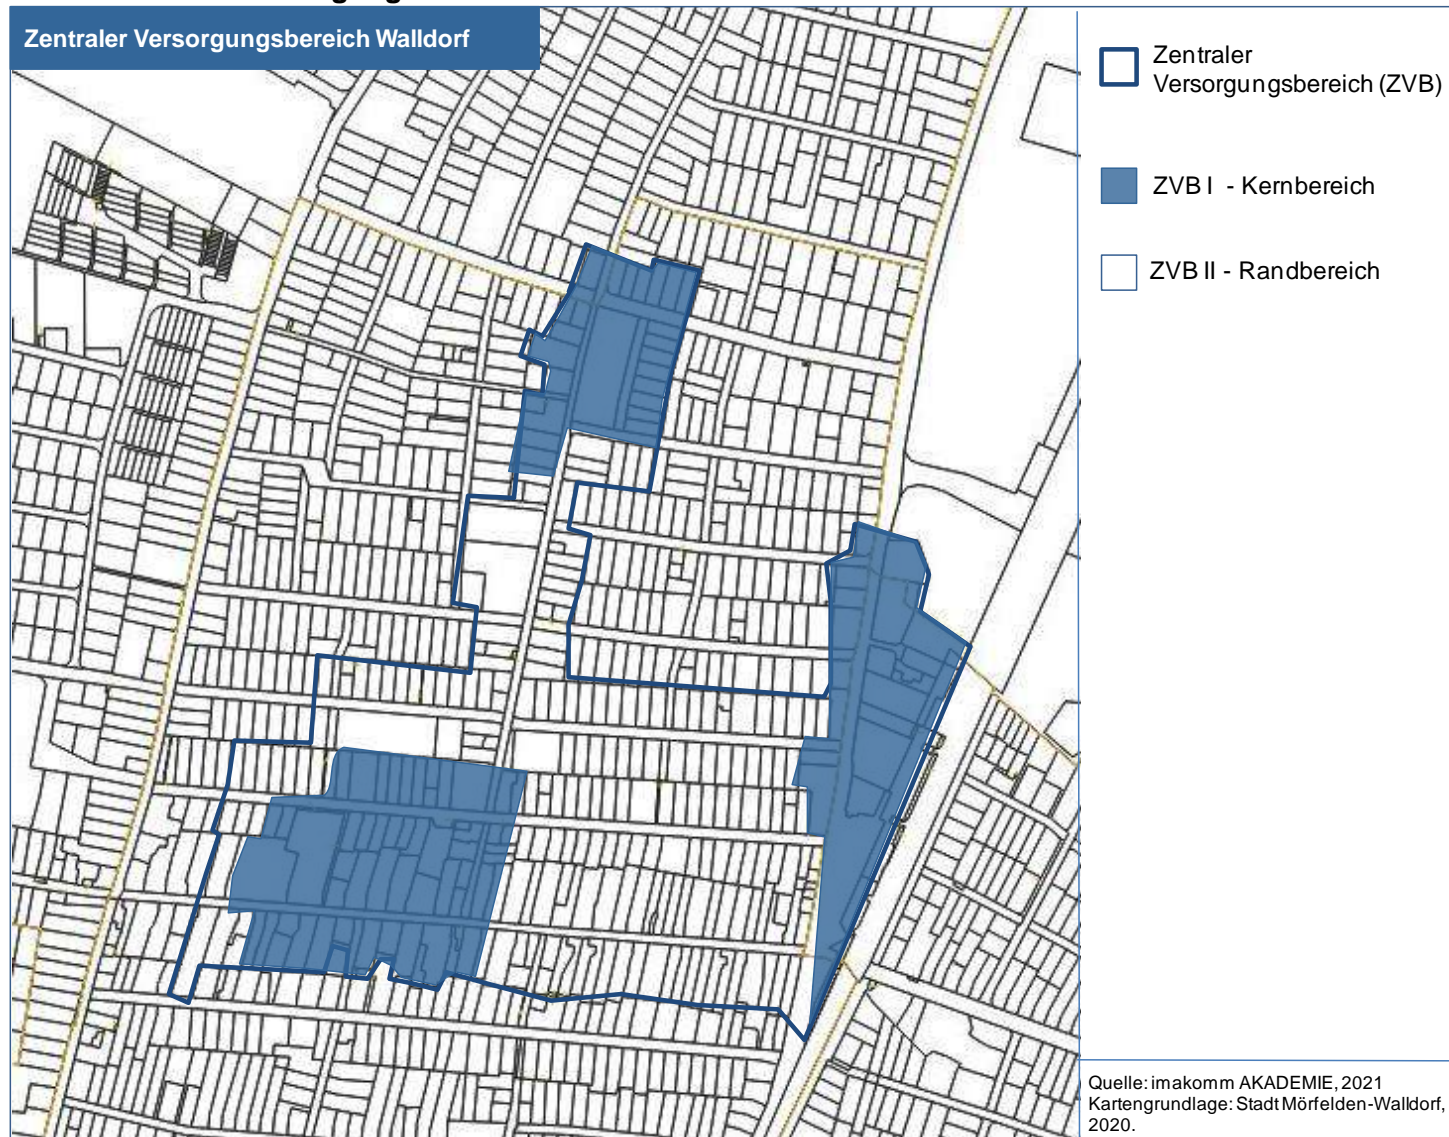 Zentraler Versorgungsbereich Walldorf
Zentraler
Versorgungsbereich (ZVB)
ZVB I - Kernbereich
ZVB II - Randbereich
Quelle: imakomm AKADEMIE, 2021
Kartengrundlage: Stadt Mörfelden-Walldorf,
2020.